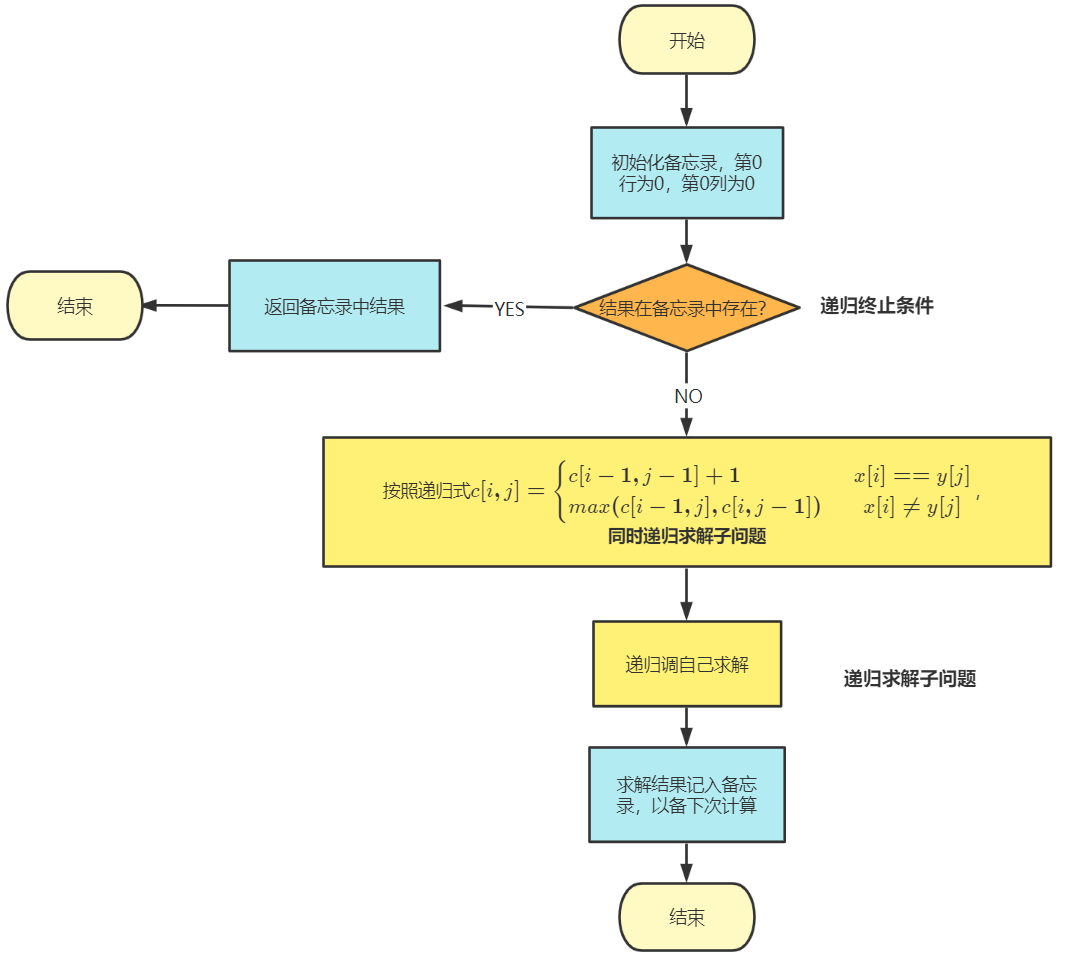 开始
初始化备忘录，第0
行为0，第0列为0
结束
返回备忘录中结果
YES
结果在备忘录中存在?
递归终止条件
NO
按照递归式c[i, j] = { c[i − 1, j − 1] + 1 x[i] == y[j]
max(c[i − 1, j], c[i, j − 1]) x[i] ≠ y[j] ，
同时递归求解子问题
递归调自己求解
递归求解子问题
求解结果记入备忘
录，以备下次计算
结束